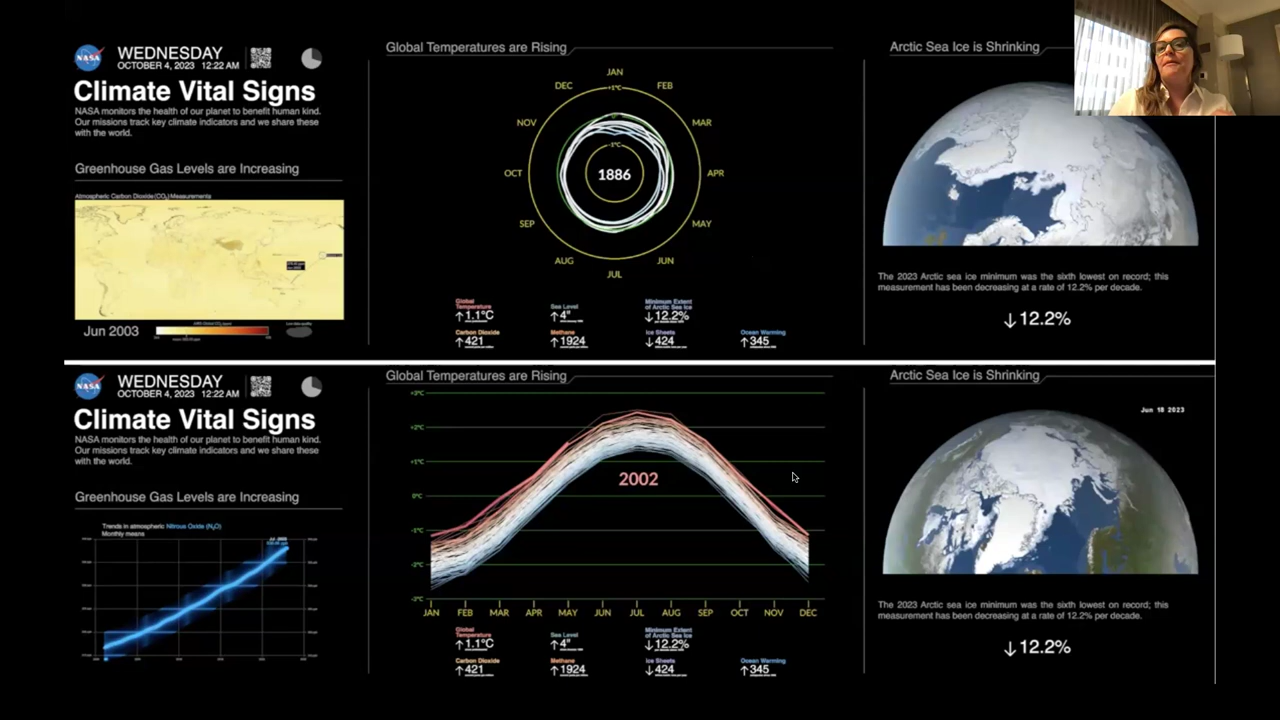 NASA
WEDNESDAY
OCTOBER 4, 2023 12:22 AM
Climate Vital Signs
NASA monitors the health of our planet to benefit human kind.
Our missions track key climate indicators and we share these
with the world.
Greenhouse Gas Levels are Increasing
Atmospheric Carbon Dioxide (CO₂) Measurements
Jun 2003
Global Temperatures are Rising
JAN
FEB
MAR
APR
MAY
JUN
JUL
AUG
SEP
OCT
NOV
DEC
+1°C
0°
-1°C
1886
Global
Temperature
↑1.1°C
Sea Level
↑4"
Minimum Extent
of Arctic Sea Ice
↓12.2%
Carbon Dioxide
↑421
Methane
↑1924
Ice Sheets
↓424
Ocean Warming
↑345
Arctic Sea Ice is Shrinking
The 2023 Arctic sea ice minimum was the sixth lowest on record; this
measurement has been decreasing at a rate of 12.2% per decade.
↓12.2%
NASA
WEDNESDAY
OCTOBER 4, 2023 12:22 AM
Climate Vital Signs
NASA monitors the health of our planet to benefit human kind.
Our missions track key climate indicators and we share these
with the world.
Greenhouse Gas Levels are Increasing
Trends in atmospheric Nitrous Oxide (N₂O)
Monthly means
Global Temperatures are Rising
+3°C
+2°C
+1°C
0°C
-1°C
-2°C
-3°C
2002
JAN FEB MAR APR MAY JUN JUL AUG SEP OCT NOV DEC
Global
Temperature
↑1.1°C
Sea Level
↑4"
Minimum Extent
of Arctic Sea Ice
↓12.2%
Carbon Dioxide
↑421
Methane
↑1924
Ice Sheets
↓424
Ocean Warming
↑345
Arctic Sea Ice is Shrinking
Jun 18 2023
The 2023 Arctic sea ice minimum was the sixth lowest on record; this
measurement has been decreasing at a rate of 12.2% per decade.
↓12.2%